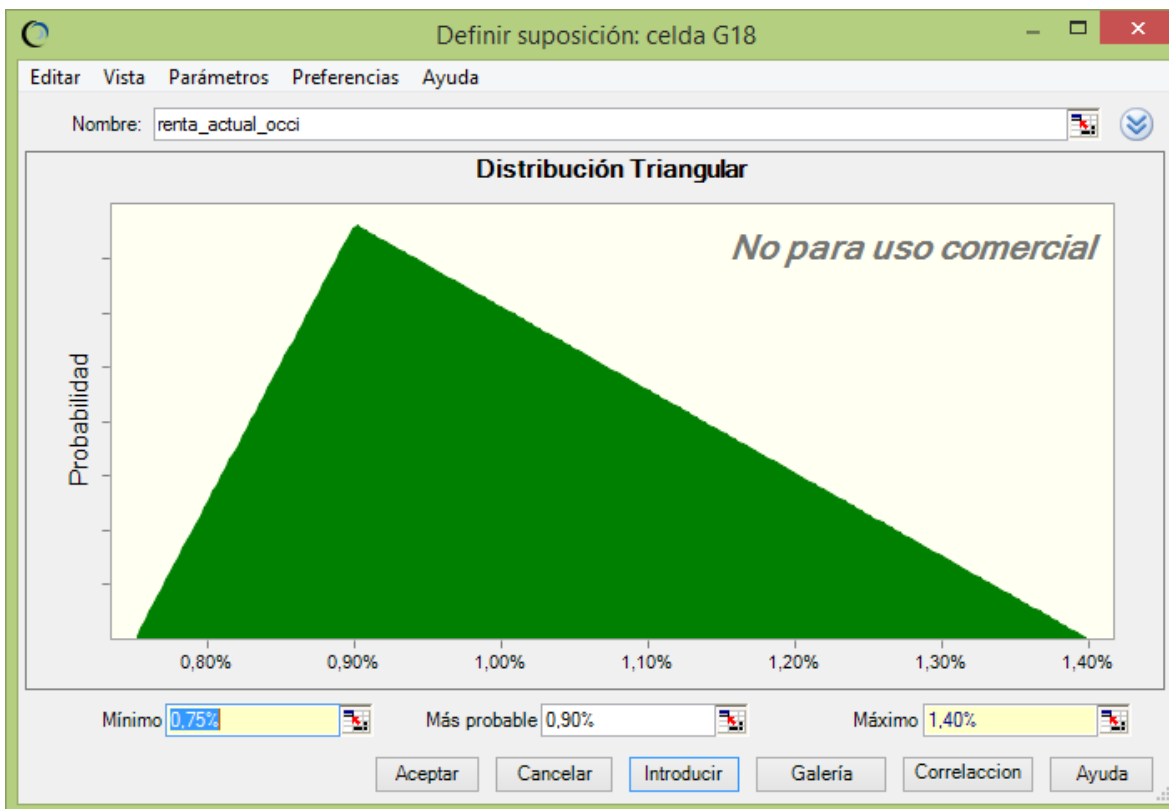 Definir suposición: celda G18
Editar Vista Parámetros Preferencias Ayuda
Nombre: renta_actual_occi
Distribución Triangular
No para uso comercial
Probabilidad
0,80% 0,90% 1,00% 1,10% 1,20% 1,30% 1,40%
Mínimo 0,75% Más probable 0,90% Máximo 1,40%
Aceptar Cancelar Introducir Galería Correlaccion Ayuda